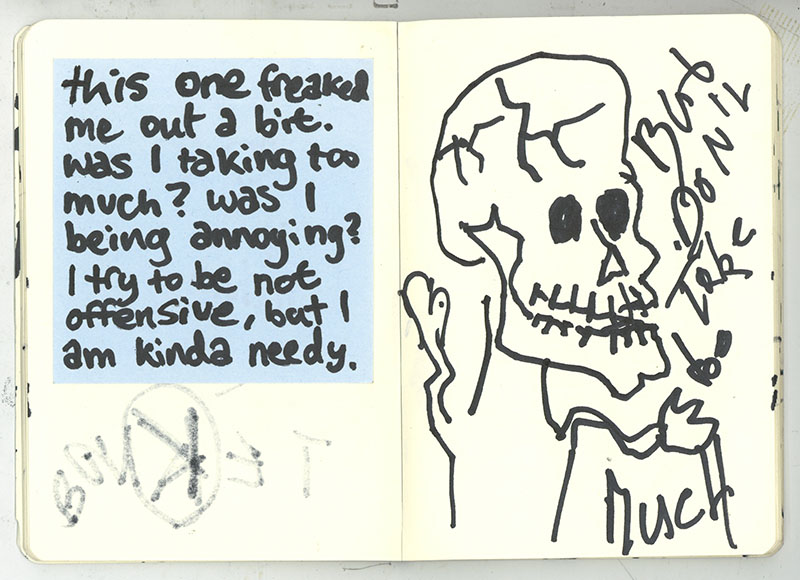 this one freaked
me out a bit.
was I taking too
much? was I
being annoying?
I try to be not
offensive, but I
am kinda needy.
BUT
DON'T
TAKE
MUCH